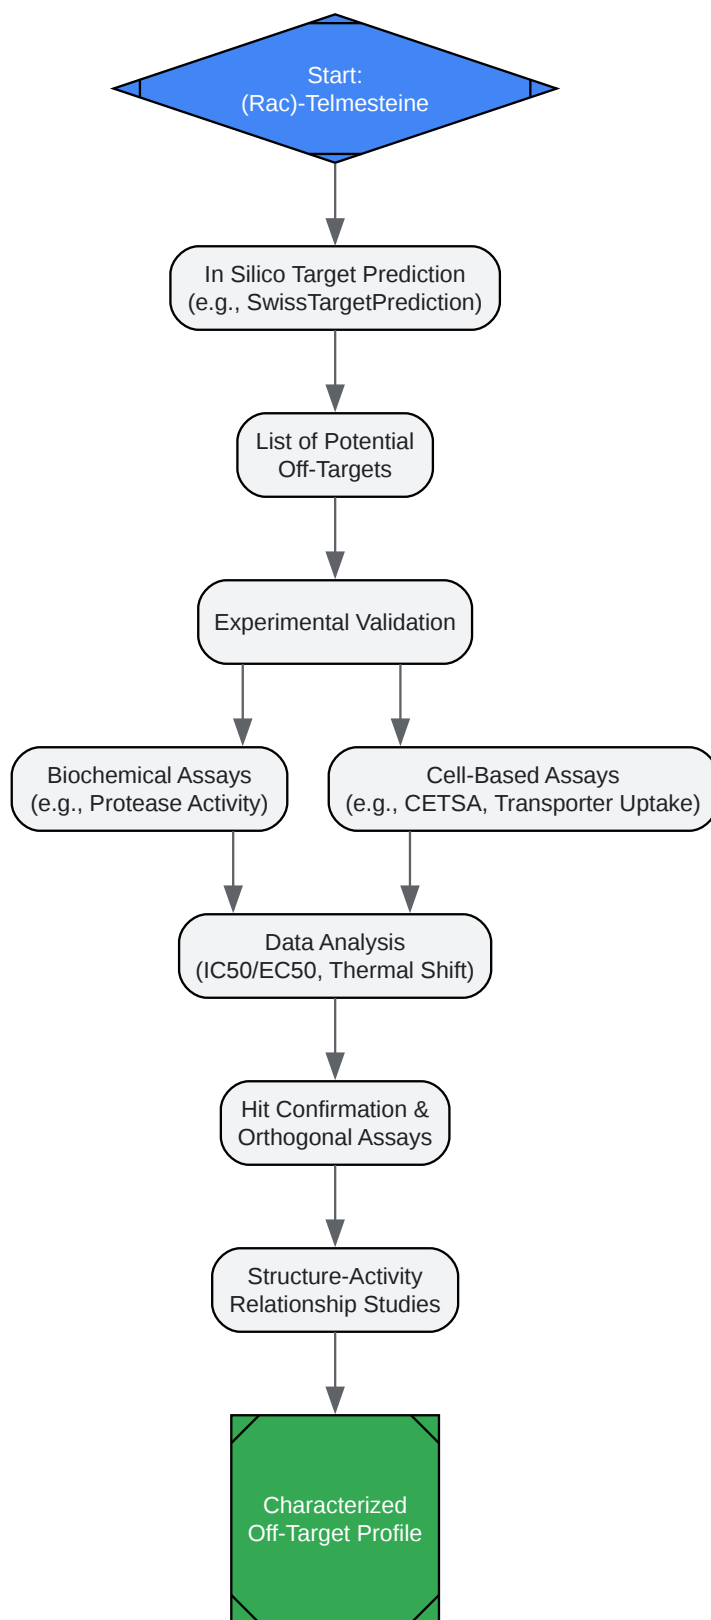 Start:
(Rac)-Telmesteine
In Silico Target Prediction
(e.g., SwissTargetPrediction)
List of Potential
Off-Targets
Experimental Validation
Biochemical Assays
(e.g., Protease Activity)
Cell-Based Assays
(e.g., CETSA, Transporter Uptake)
Data Analysis
(IC50/EC50, Thermal Shift)
Hit Confirmation &
Orthogonal Assays
Structure-Activity
Relationship Studies
Characterized
Off-Target Profile